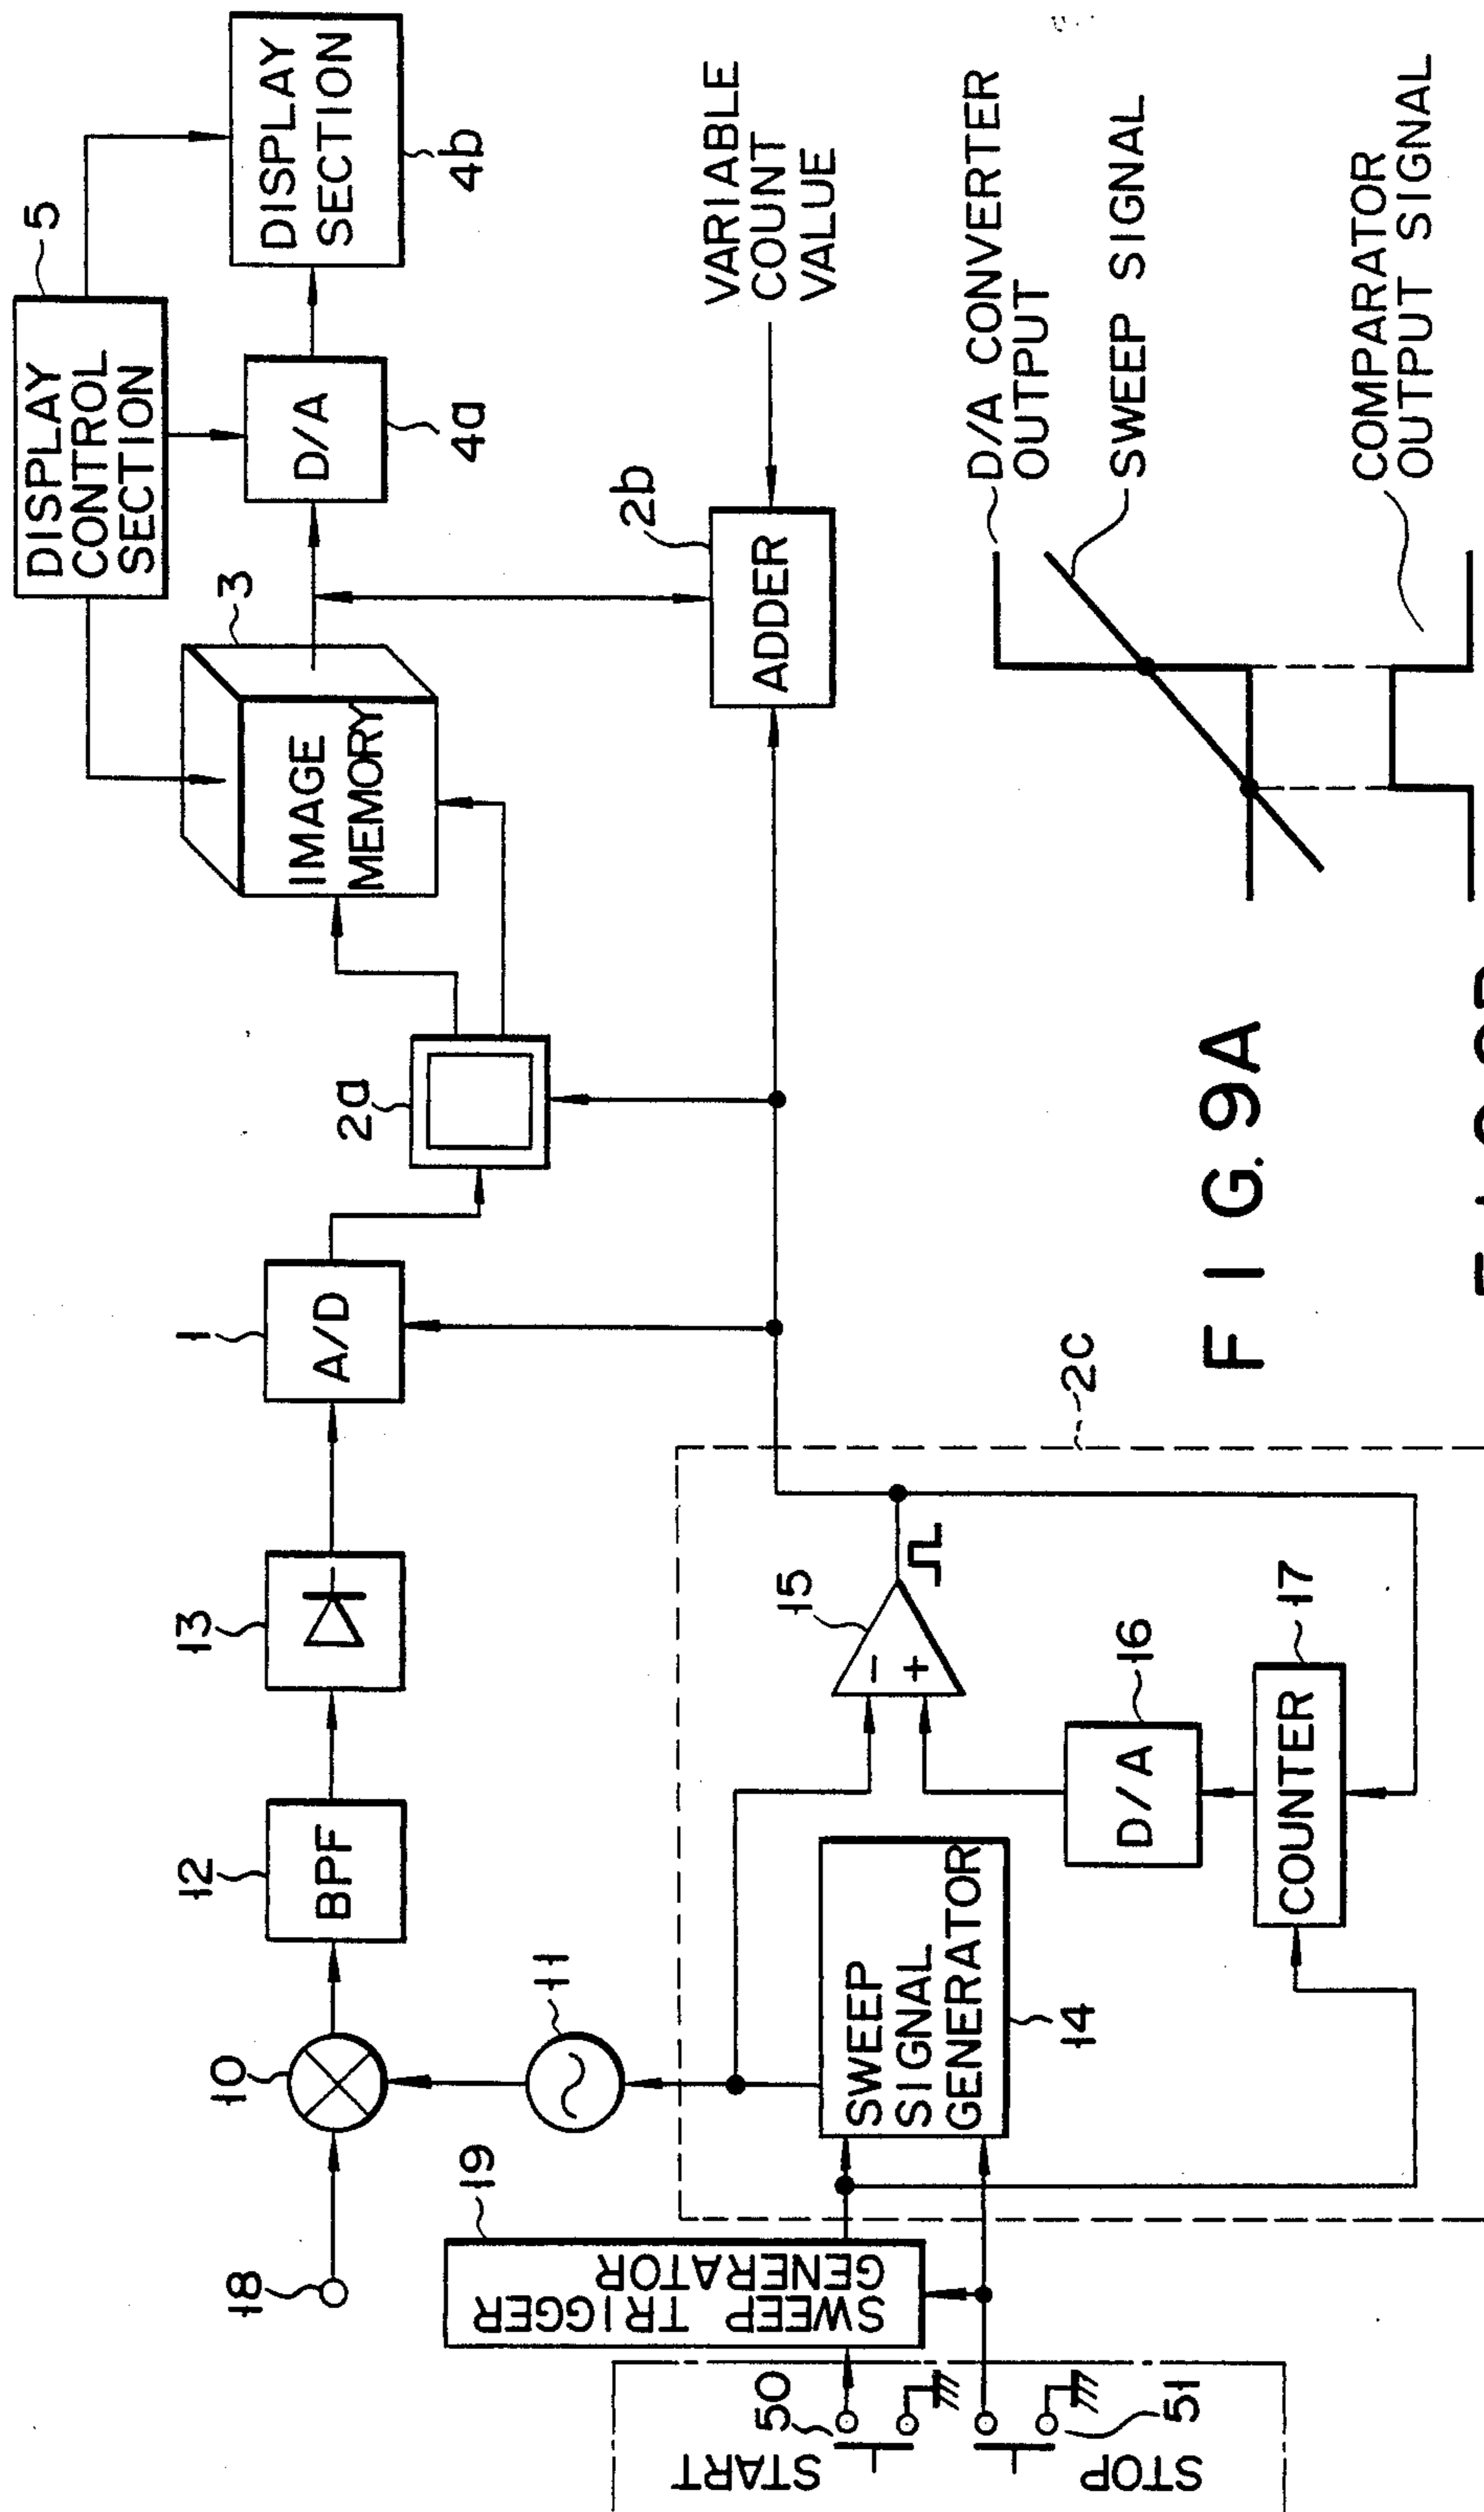 5
DISPLAY
CONTROL
SECTION
DISPLAY
SECTION
4b
D/A
4a
3
IMAGE
MEMORY
2a
2b
ADDER
VARIABLE
COUNT
VALUE
1
A/D
13
12
BPF
10
18
11
19
SWEEP TRIGGER
GENERATOR
START
50
STOP
51
SWEEP
SIGNAL
GENERATOR
14
15
−
+
16
D/A
17
COUNTER
2C
D/A CONVERTER
OUTPUT
SWEEP SIGNAL
COMPARATOR
OUTPUT SIGNAL
FIG. 9A